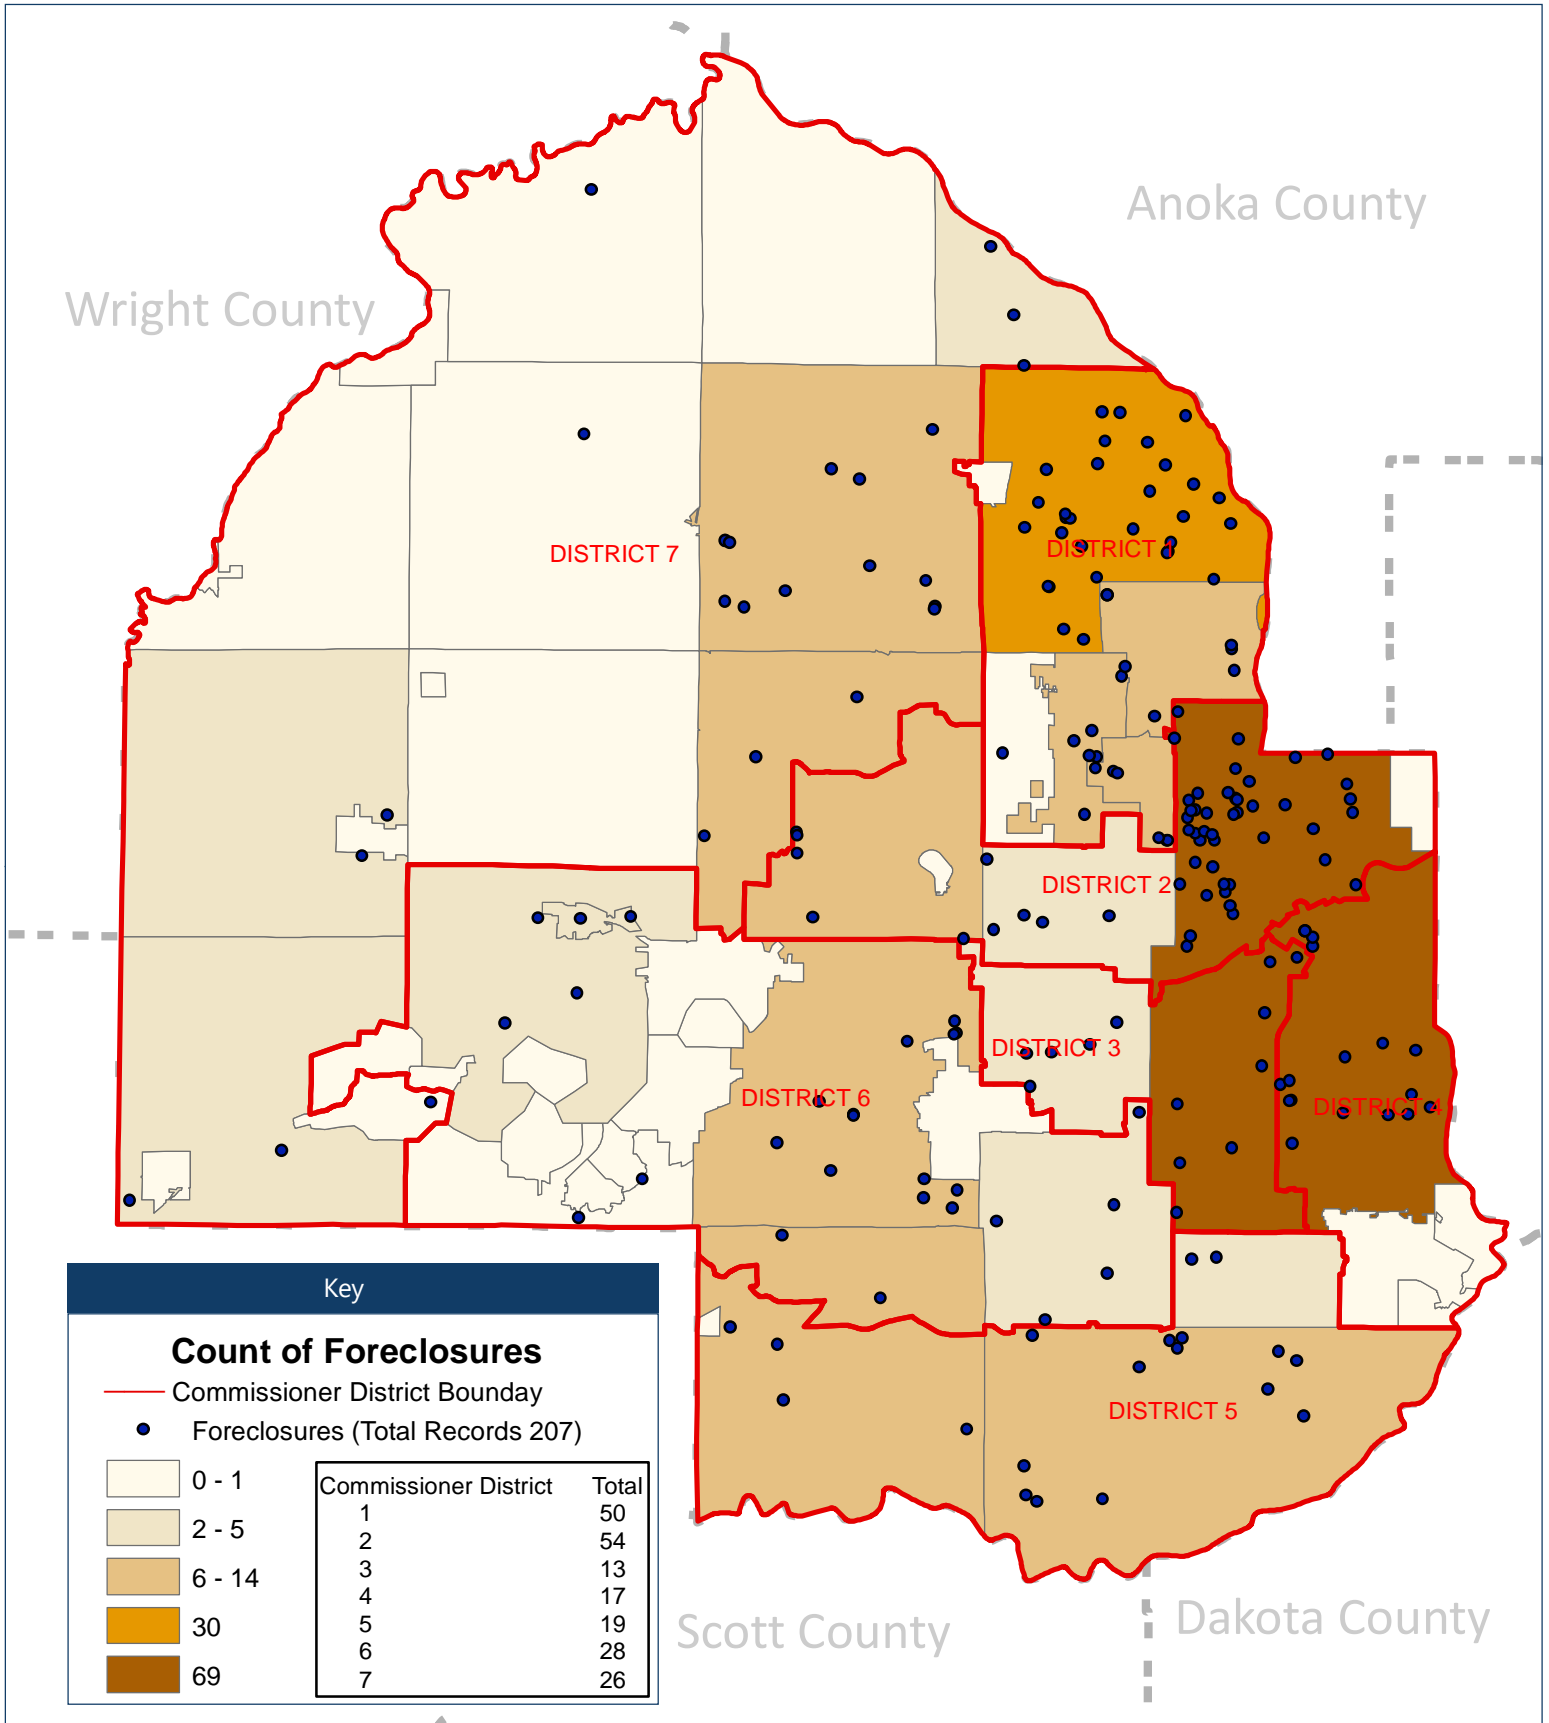 Anoka County
Wright County
DISTRICT 7
DISTRICT 1
DISTRICT 2
DISTRICT 3
DISTRICT 6
DISTRICT 4
DISTRICT 5
Key
Count of Foreclosures
Commissioner District Bounday
Foreclosures (Total Records 207)
0 - 1
2 - 5
6 - 14
30
69
Commissioner District Total
1 50
2 54
3 13
4 17
5 19
6 28
7 26
Scott County
Dakota County